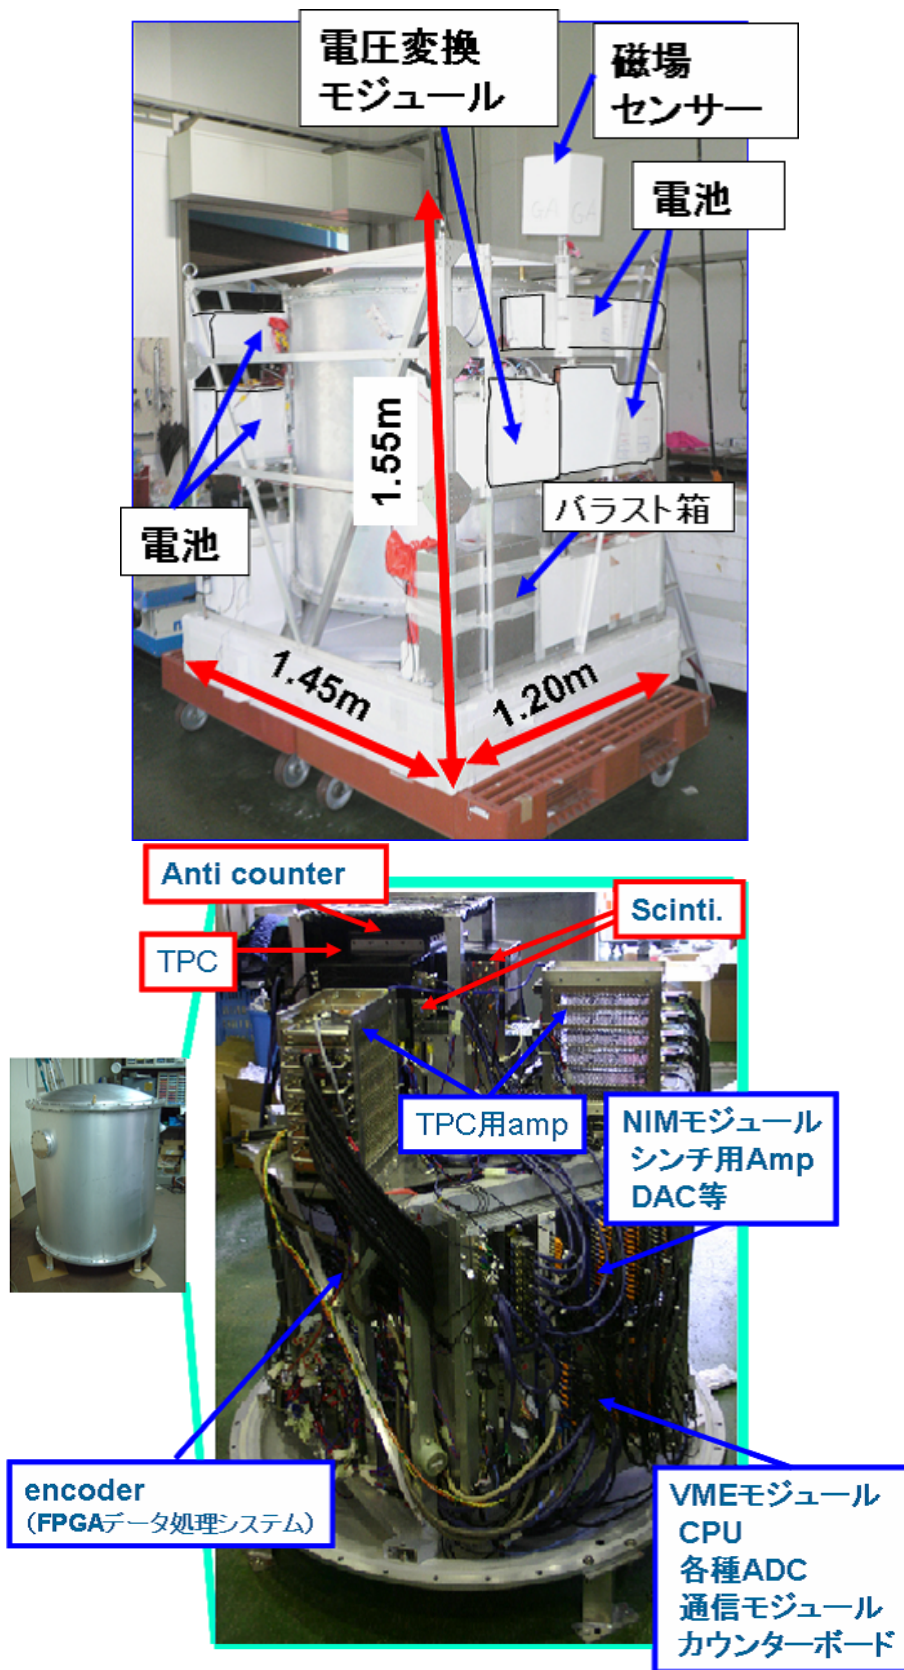 電圧変換
モジュール
磁場
センサー
GA GA
電池
1.55m
バラスト箱
電池
1.45m
1.20m
Anti counter
Scinti.
TPC
TPC用amp
NIMモジュール
シンチ用Amp
DAC等
encoder
（FPGAデータ処理システム）
VMEモジュール
CPU
各種ADC
通信モジュール
カウンターボード